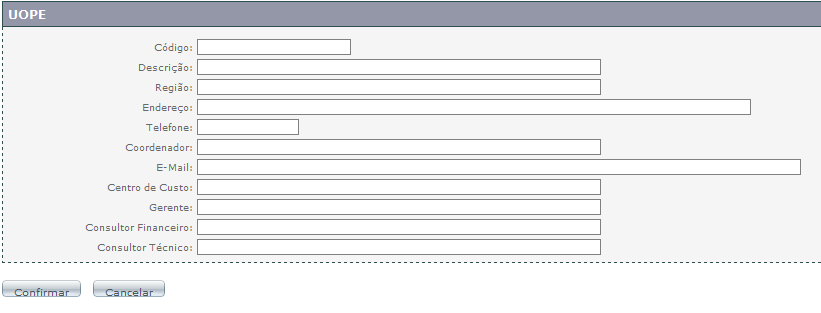 UOPE
Código:
Descrição:
Região:
Endereço:
Telefone:
Coordenador:
E-Mail:
Centro de Custo:
Gerente:
Consultor Financeiro:
Consultor Técnico:
Confirmar Cancelar